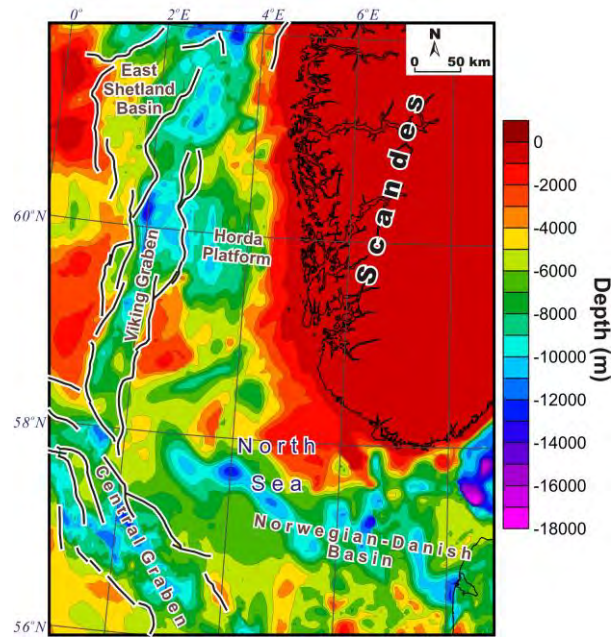 0° 2°E 4°E 6°E
N
0 50 km
East
Shetland
Basin
Scandes
60°N
Horda
Platform
Viking Graben
58°N
North
Sea
Central Graben
Norwegian-Danish
Basin
56°N
0
-2000
-4000
-6000
-8000
-10000
-12000
-14000
-16000
-18000
Depth (m)